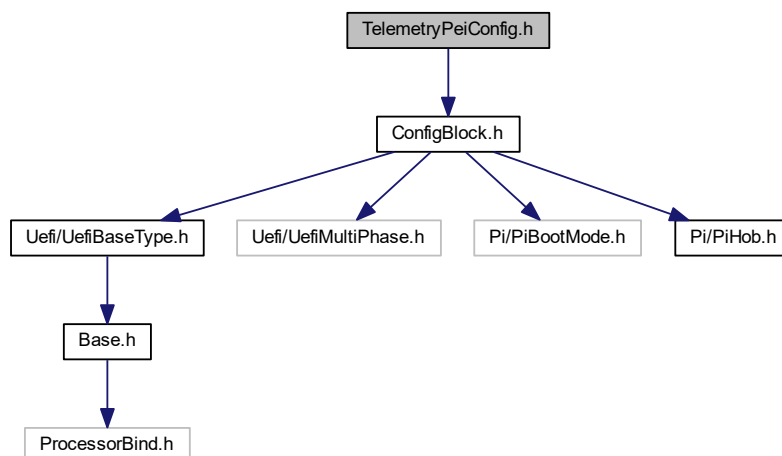 TelemetryPeiConfig.h
ConfigBlock.h
Uefi/UefiBaseType.h
Uefi/UefiMultiPhase.h
Pi/PiBootMode.h
Pi/PiHob.h
Base.h
ProcessorBind.h